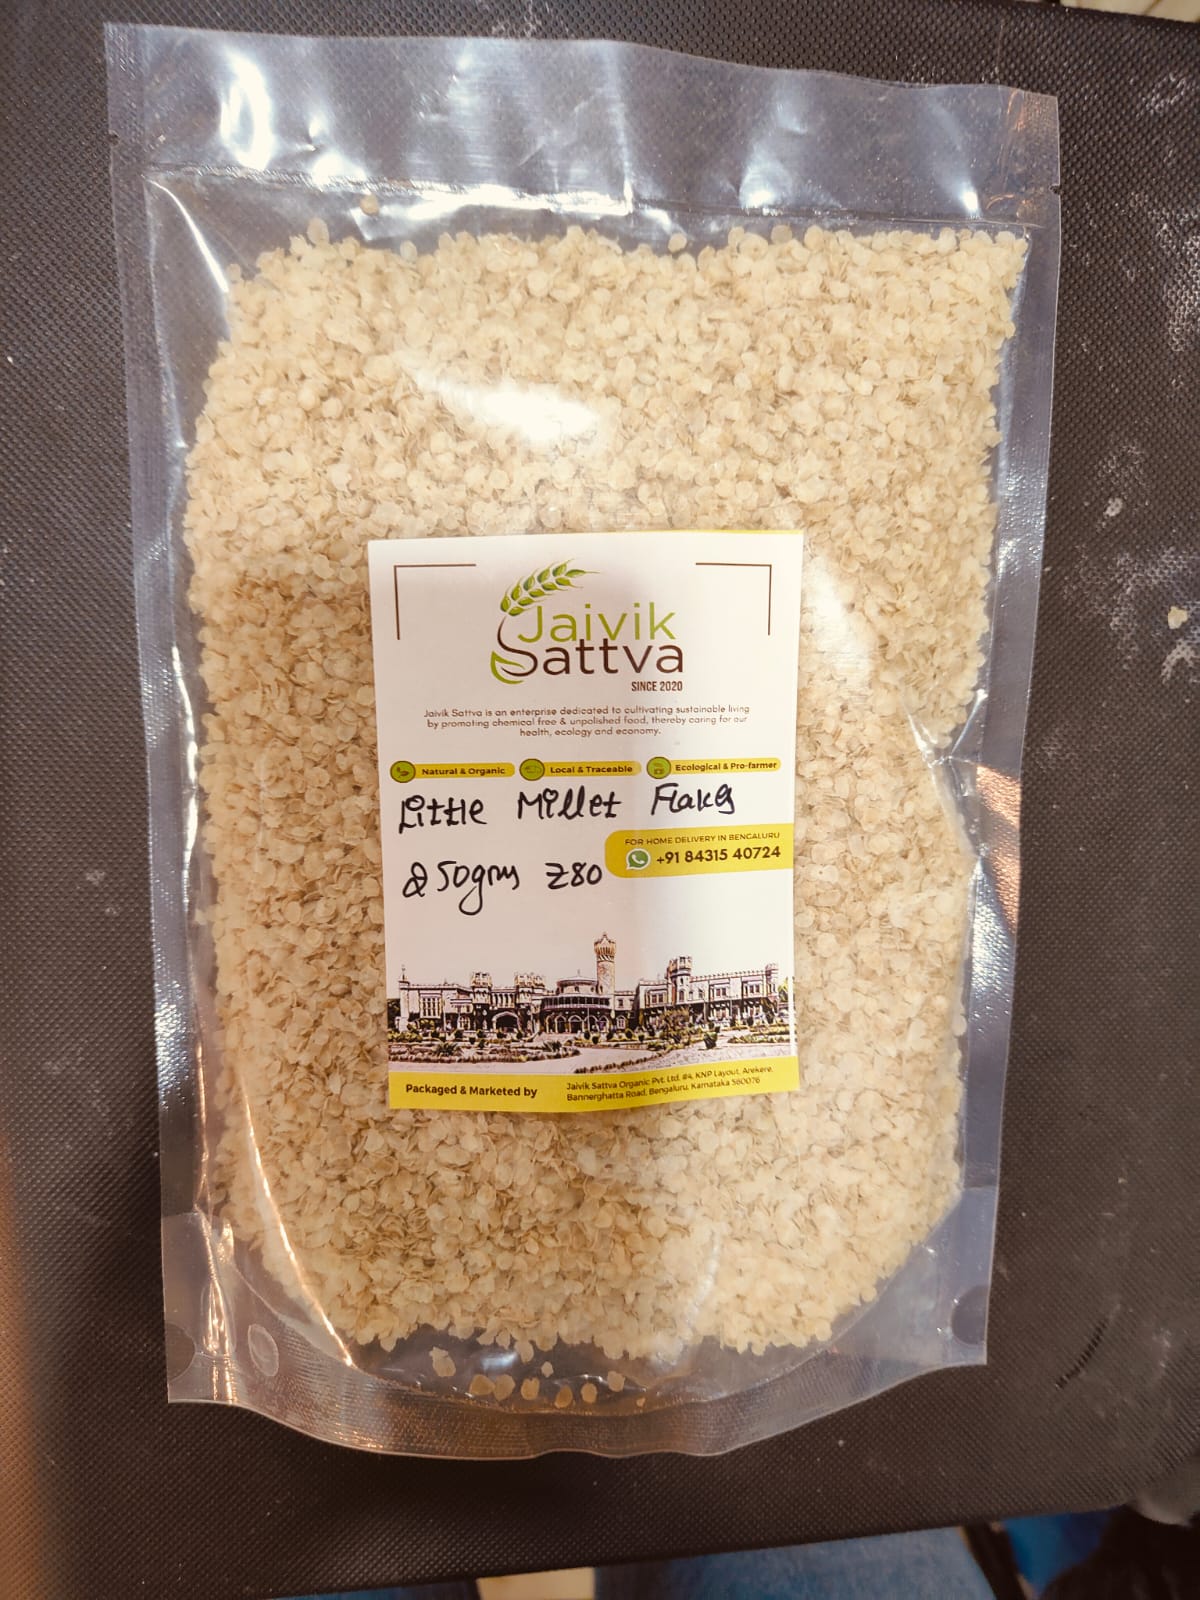 Jaivik
Sattva
SINCE 2020
Jaivik Sattva is an enterprise dedicated to cultivating sustainable living
by promoting chemical free & unpolished food, thereby caring for our
health, ecology and economy.
Natural & Organic Local & Traceable Ecological & Pro-farmer
Little Millet Flakes
FOR HOME DELIVERY IN BENGALURU
+91 84315 40724
250gms ₹80
Packaged & Marketed by
Jaivik Sattva Organic Pvt. Ltd. #4, KNP Layout, Arekere,
Bannerghatta Road, Bengaluru, Karnataka 560076